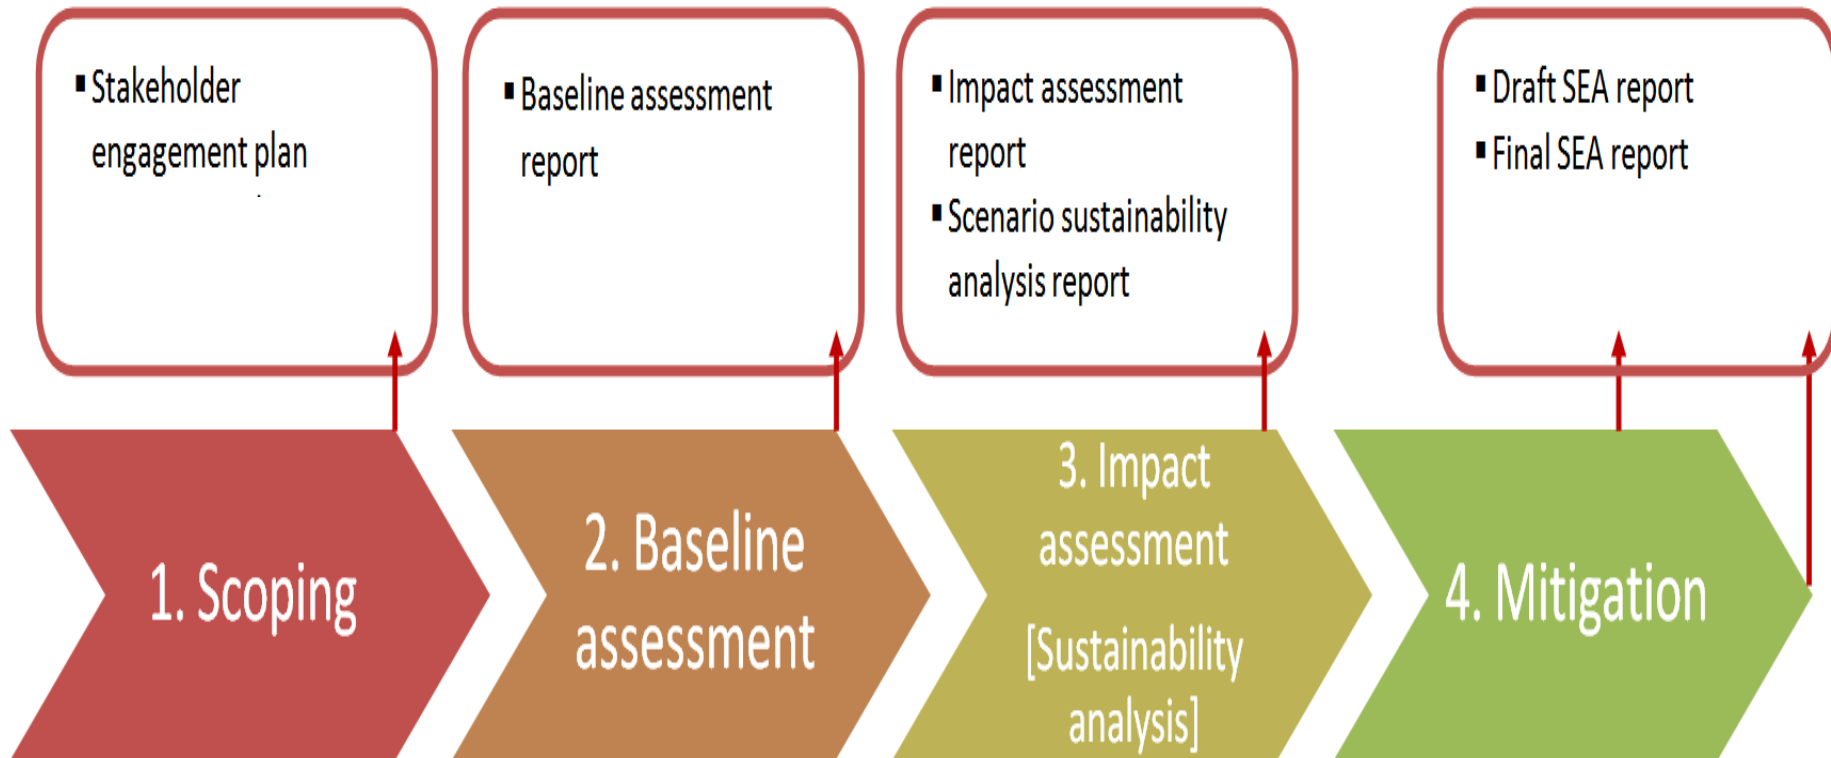 ▪ Stakeholder
engagement plan
▪ Baseline assessment
report
▪ Impact assessment
report
▪ Scenario sustainability
analysis report
▪ Draft SEA report
▪ Final SEA report
1. Scoping
2. Baseline
assessment
3. Impact
assessment
[Sustainability
analysis]
4. Mitigation